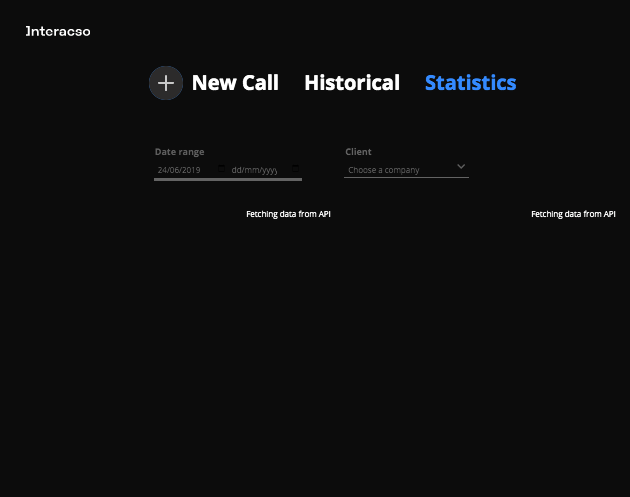 Interacso
New Call Historical Statistics
Date range Client
24/06/2019 dd/mm/yyyy Choose a company
Fetching data from API Fetching data from API